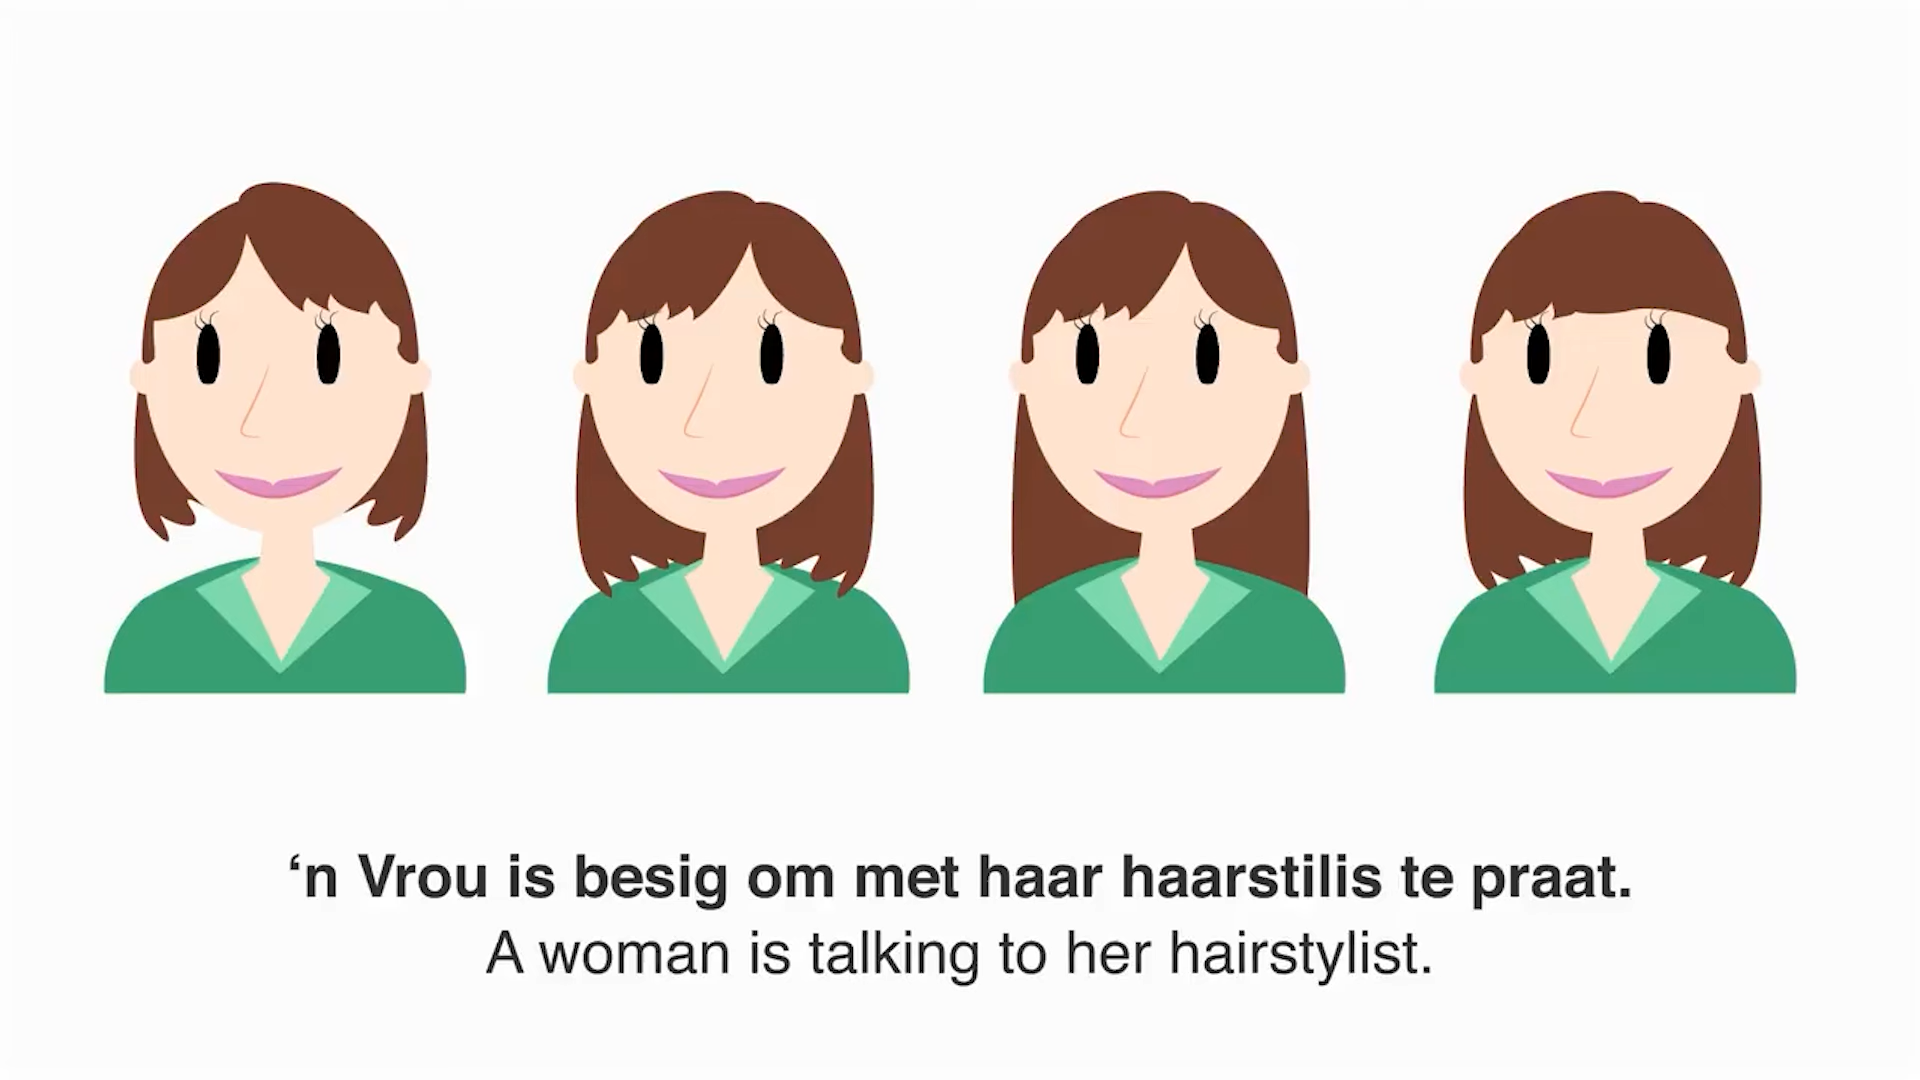 ‘n Vrou is besig om met haar haarstilis te praat.
A woman is talking to her hairstylist.